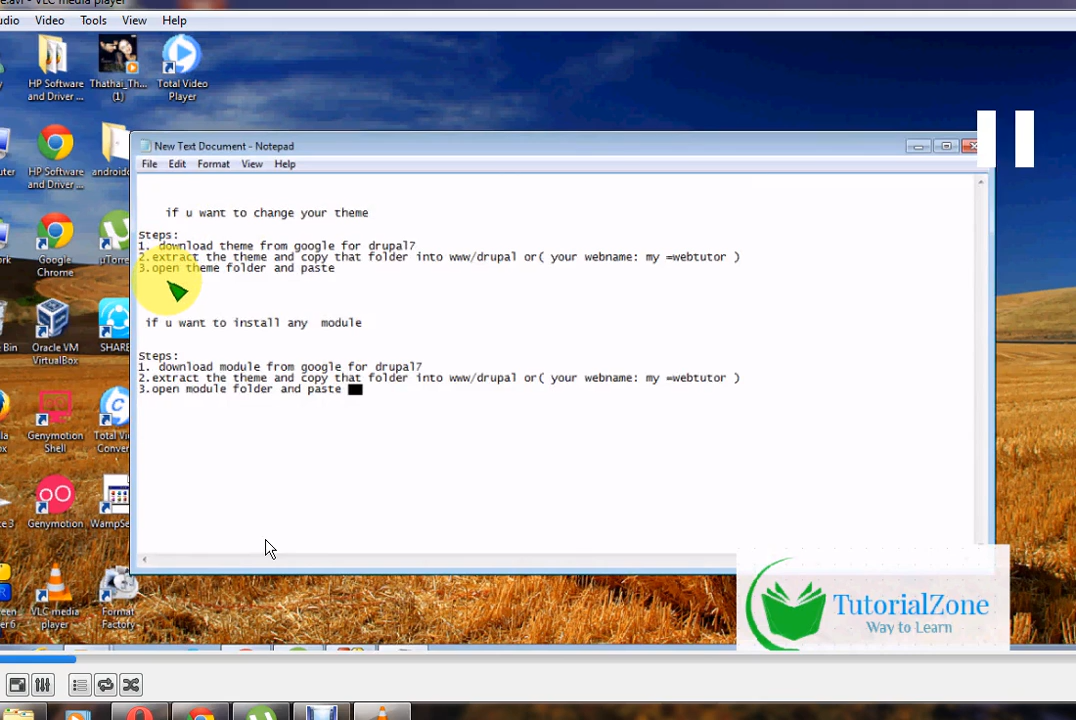 VLC media player
Video Tools View Help
HP Software and Driver ...
Thathai_Th... (1)
Total Video Player
HP Software and Driver ...
Google Chrome
Oracle VM VirtualBox
SHARE
Genymotion Shell
Genymotion
VLC media player
Format Factory
New Text Document - Notepad
File Edit Format View Help
if u want to change your theme
Steps:
1. download theme from google for drupal7
2.extract the theme and copy that folder into www/drupal or( your webname: my =webtutor )
3.open theme folder and paste
if u want to install any module
Steps:
1. download module from google for drupal7
2.extract the theme and copy that folder into www/drupal or( your webname: my =webtutor )
3.open module folder and paste
TutorialZone
Way to Learn